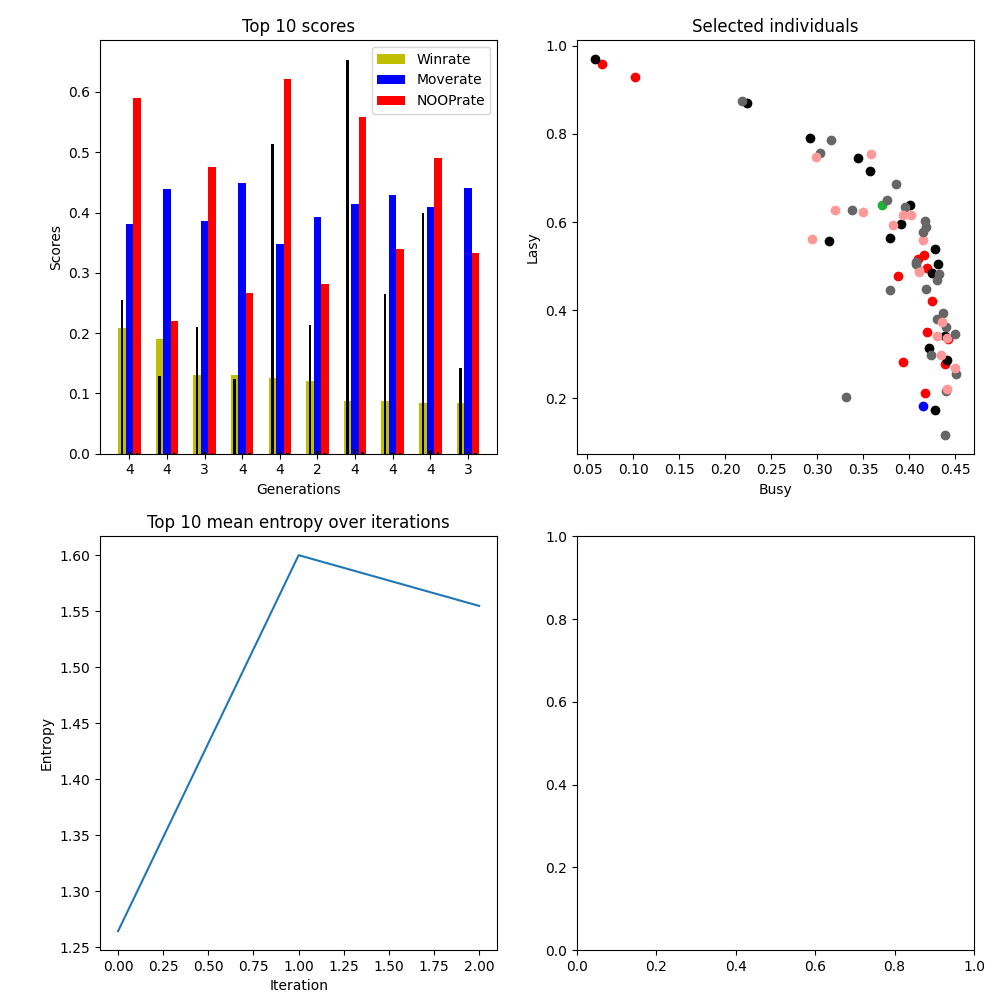 Top 10 scores
Winrate
Moverate
NOOPrate
0.6
0.5
0.4
0.3
0.2
0.1
0.0
Scores
4 4 3 4 4 2 4 4 4 3
Generations
Selected individuals
1.0
0.8
0.6
0.4
0.2
Lasy
0.05 0.10 0.15 0.20 0.25 0.30 0.35 0.40 0.45
Busy
Top 10 mean entropy over iterations
1.60
1.55
1.50
1.45
1.40
1.35
1.30
1.25
Entropy
0.00 0.25 0.50 0.75 1.00 1.25 1.50 1.75 2.00
Iteration
1.0
0.8
0.6
0.4
0.2
0.0
0.0 0.2 0.4 0.6 0.8 1.0